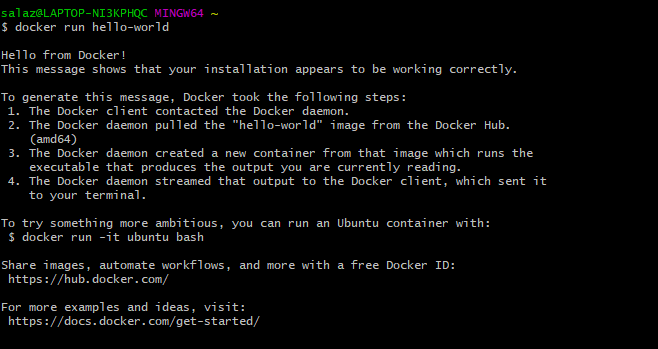 salaz@LAPTOP-NI3KPHQC MINGW64 ~
$ docker run hello-world
Hello from Docker!
This message shows that your installation appears to be working correctly.
To generate this message, Docker took the following steps:
1. The Docker client contacted the Docker daemon.
2. The Docker daemon pulled the "hello-world" image from the Docker Hub.
(amd64)
3. The Docker daemon created a new container from that image which runs the
executable that produces the output you are currently reading.
4. The Docker daemon streamed that output to the Docker client, which sent it
to your terminal.
To try something more ambitious, you can run an Ubuntu container with:
$ docker run -it ubuntu bash
Share images, automate workflows, and more with a free Docker ID:
https://hub.docker.com/
For more examples and ideas, visit:
https://docs.docker.com/get-started/